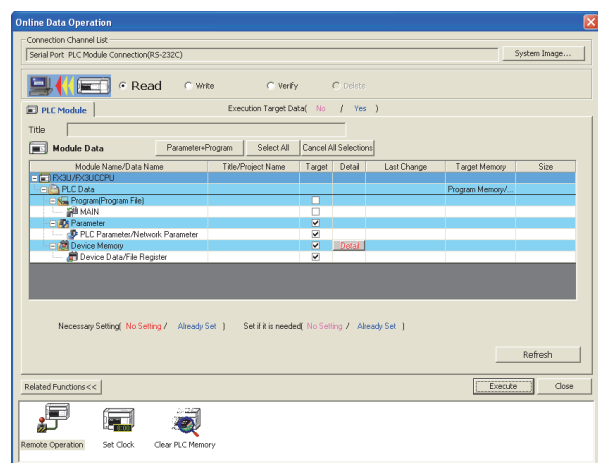 Online Data Operation
Connection Channel List
Serial Port PLC Module Connection(RS-232C)
System Image...
Read Write Verify Delete
PLC Module
Execution Target Data( No / Yes )
Title
Module Data Parameter+Program Select All Cancel All Selections
Module Name/Data Name Title/Project Name Target Detail Last Change Target Memory Size
FX3U/FX3UCCPU
PLC Data Program Memory/...
Program(Program File)
MAIN
Parameter
PLC Parameter/Network Parameter
Device Memory Detail
Device Data/File Register
Necessary Setting( No Setting / Already Set ) Set if it is needed( No Setting / Already Set )
Refresh
Related Functions<< Execute Close
Remote Operation Set Clock Clear PLC Memory